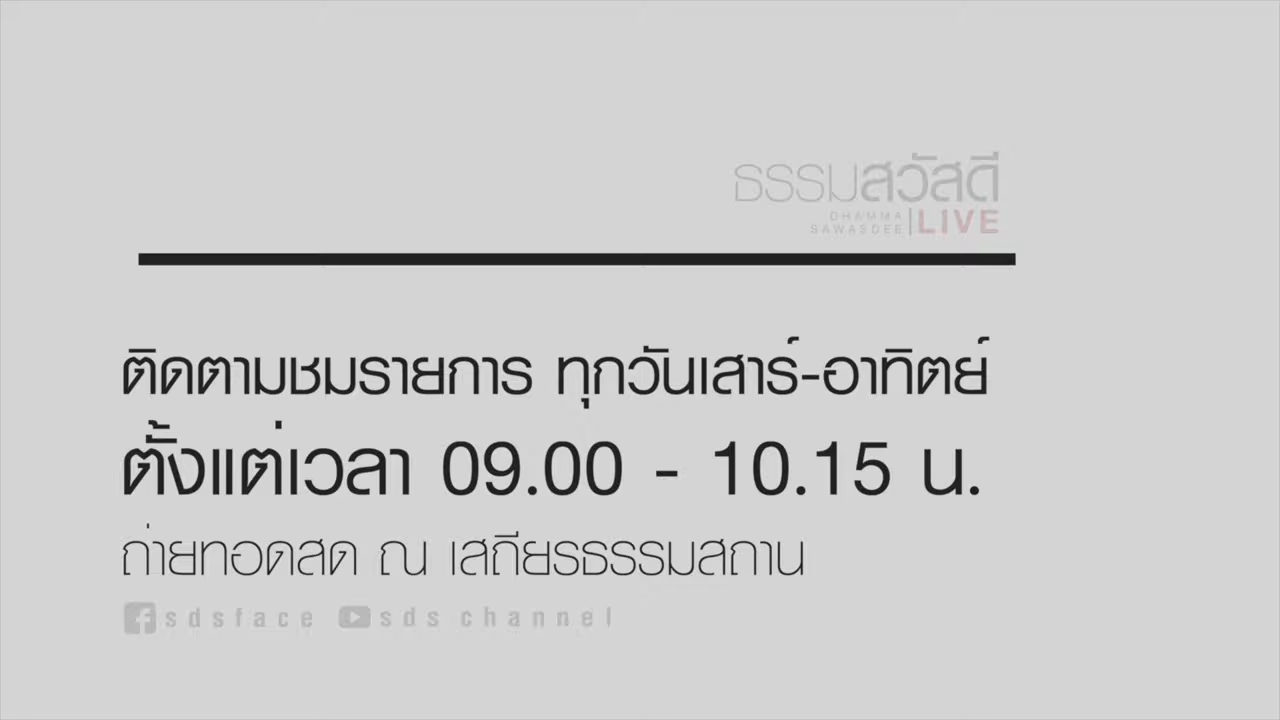 ธรรมสวัสดี
DHAMMA
SAWASDEE
LIVE
ติดตามชมรายการ ทุกวันเสาร์-อาทิตย์
ตั้งแต่เวลา 09.00 - 10.15 น.
ถ่ายทอดสด ณ เสถียรธรรมสถาน
sdsface sds channel